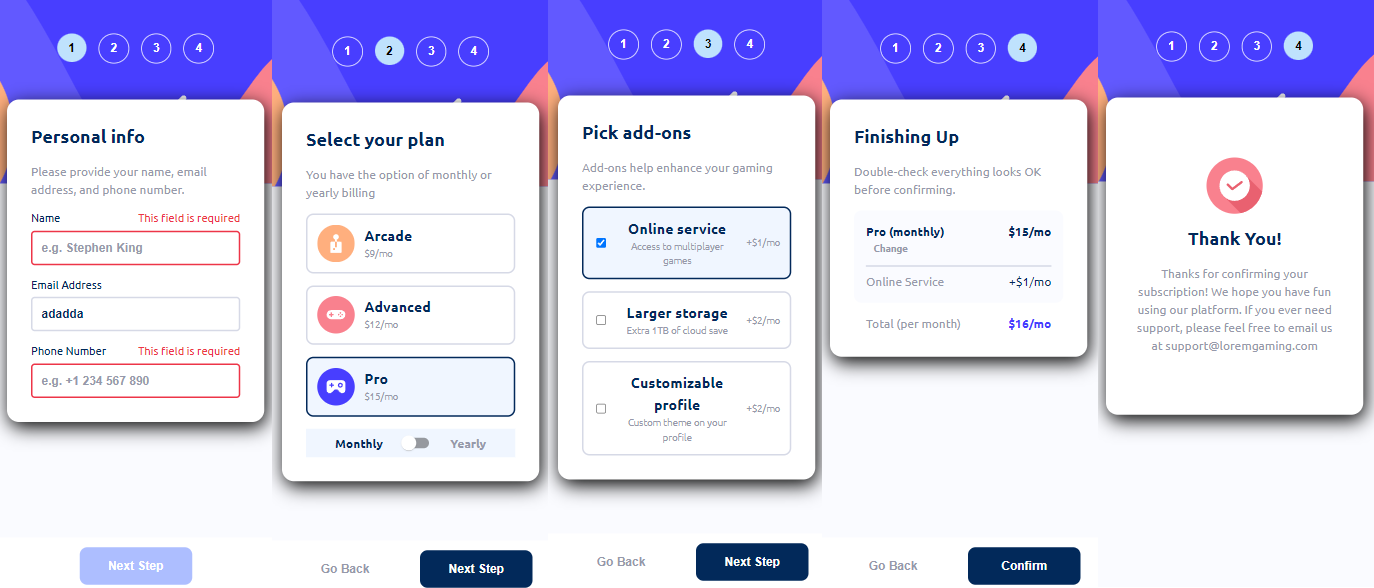 1 2 3 4
Personal info
Please provide your name, email
address, and phone number.
Name This field is required
e.g. Stephen King
Email Address
adadda
Phone Number This field is required
e.g. +1 234 567 890
Next Step
1 2 3 4
Select your plan
You have the option of monthly or
yearly billing
Arcade
$9/mo
Advanced
$12/mo
Pro
$15/mo
Monthly Yearly
Go Back Next Step
1 2 3 4
Pick add-ons
Add-ons help enhance your gaming
experience.
Online service
Access to multiplayer
games
+$1/mo
Larger storage
Extra 1TB of cloud save
+$2/mo
Customizable
profile
Custom theme on your
profile
+$2/mo
Go Back Next Step
1 2 3 4
Finishing Up
Double-check everything looks OK
before confirming.
Pro (monthly) $15/mo
Change
Online Service +$1/mo
Total (per month) $16/mo
Go Back Confirm
1 2 3 4
Thank You!
Thanks for confirming your
subscription! We hope you have fun
using our platform. If you ever need
support, please feel free to email us
at support@loremgaming.com